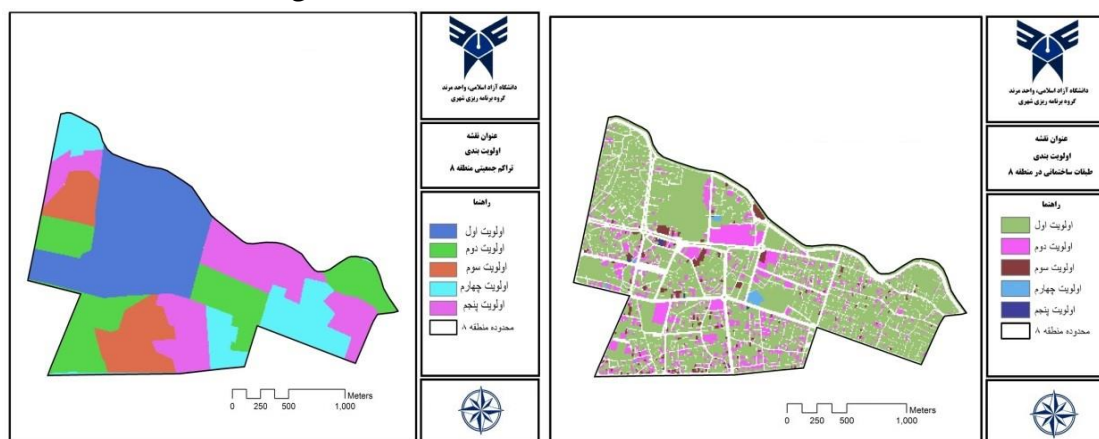 دانشگاه آزاد اسلامی، واحد مرند
گروه برنامه ریزی شهری
عنوان نقشه
اولویت بندی
تراکم جمعیتی منطقه ۸
راهنما
اولویت اول
اولویت دوم
اولویت سوم
اولویت چهارم
اولویت پنجم
محدوده منطقه ۸
Meters
0 250 500 1,000
دانشگاه آزاد اسلامی، واحد مرند
گروه برنامه ریزی شهری
عنوان نقشه
اولویت بندی
طبقات ساختمانی در منطقه ۸
راهنما
اولویت اول
اولویت دوم
اولویت سوم
اولویت چهارم
اولویت پنجم
محدوده منطقه ۸
Meters
0 250 500 1,000